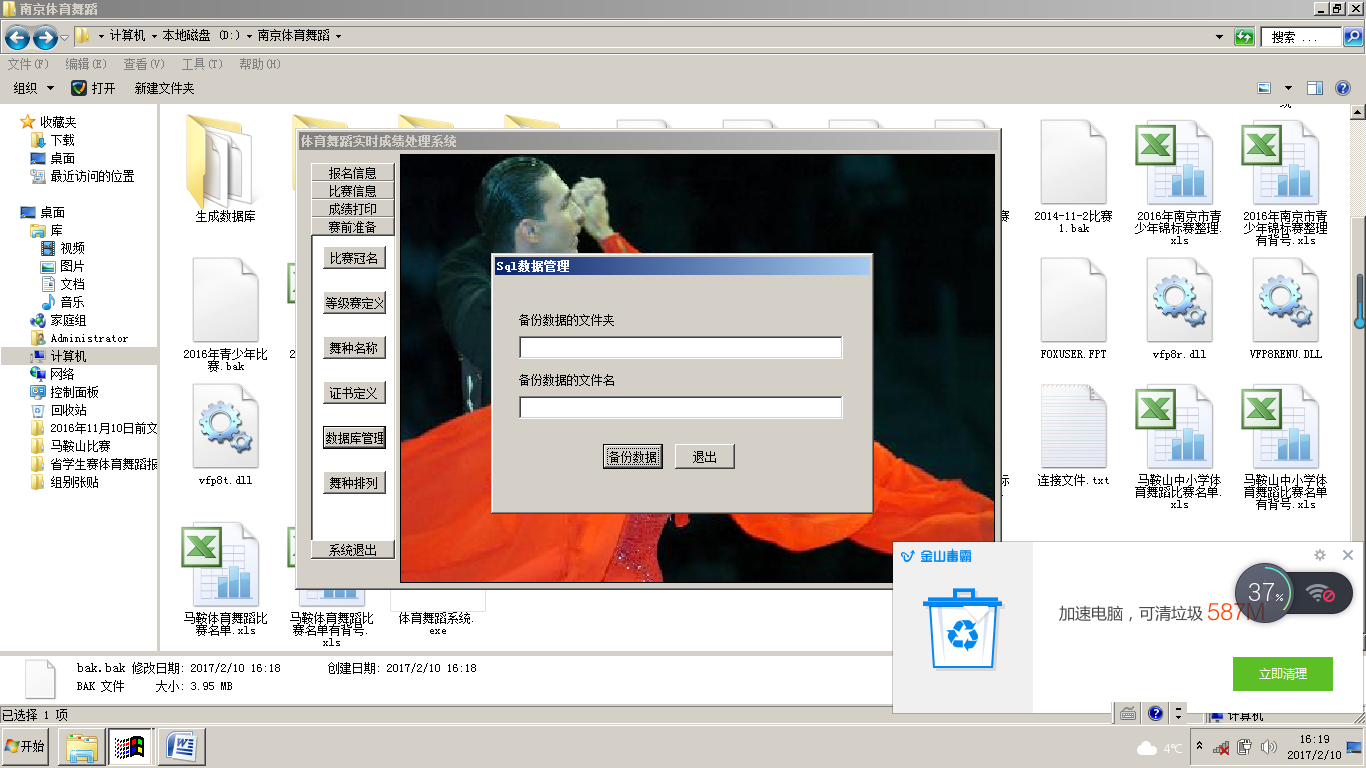 南京体育舞蹈
计算机 本地磁盘 (D:) 南京体育舞蹈
搜索 ...
文件(F) 编辑(E) 查看(V) 工具(T) 帮助(H)
组织 打开 新建文件夹
收藏夹
下载
桌面
最近访问的位置
桌面
库
视频
图片
文档
音乐
家庭组
Administrator
计算机
网络
控制面板
回收站
2016年11月10日前文
马鞍山比赛
省学生赛体育舞蹈报
组别张贴
生成数据库
2014-11-2比赛
1.bak
2016年南京市青
少年锦标赛整理.
xls
2016年南京市青
少年锦标赛整理
有背号.xls
2016年青少年比
赛.bak
FOXUSER.FPT
vfp8r.dll
VFP8RENU.DLL
vfp8t.dll
连接文件.txt
马鞍山中小学体
育舞蹈比赛名单.
xls
马鞍山中小学体
育舞蹈比赛名单
有背号.xls
马鞍体育舞蹈比
赛名单.xls
马鞍体育舞蹈比
赛名单有背号.
xls
体育舞蹈系统.
exe
体育舞蹈实时成绩处理系统
报名信息
比赛信息
成绩打印
赛前准备
比赛冠名
等级赛定义
舞种名称
证书定义
数据库管理
舞种排列
系统退出
Sql数据管理
备份数据的文件夹
备份数据的文件名
备份数据 退出
金山毒霸
加速电脑，可清垃圾 587M
37%
立即清理
bak.bak 修改日期: 2017/2/10 16:18 创建日期: 2017/2/10 16:18
BAK 文件 大小: 3.95 MB
已选择 1 项
计算机
开始
4℃
16:19
2017/2/10